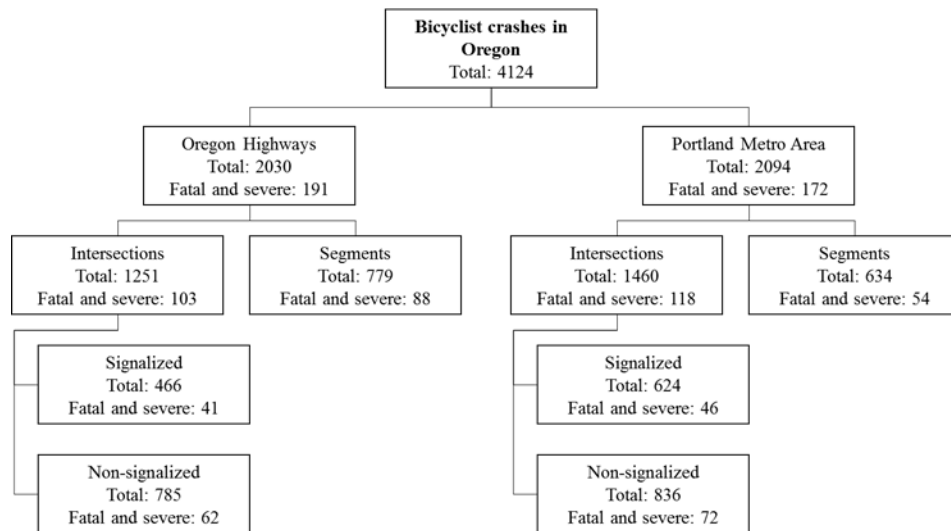 Bicyclist crashes in
Oregon
Total: 4124
Oregon Highways
Total: 2030
Fatal and severe: 191
Portland Metro Area
Total: 2094
Fatal and severe: 172
Intersections
Total: 1251
Fatal and severe: 103
Segments
Total: 779
Fatal and severe: 88
Intersections
Total: 1460
Fatal and severe: 118
Segments
Total: 634
Fatal and severe: 54
Signalized
Total: 466
Fatal and severe: 41
Signalized
Total: 624
Fatal and severe: 46
Non-signalized
Total: 785
Fatal and severe: 62
Non-signalized
Total: 836
Fatal and severe: 72